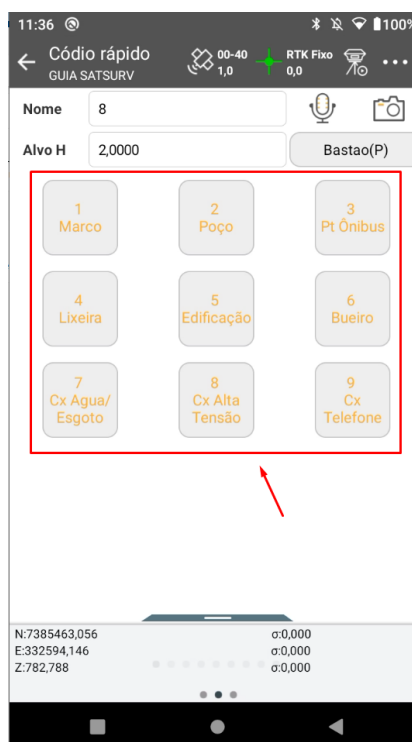 11:36 100%
Códio rápido
GUIA SATSURV
00-40
1,0
RTK Fixo
0,0
Nome 8
Alvo H 2,0000 Bastao(P)
1
Marco
2
Poço
3
Pt Ônibus
4
Lixeira
5
Edificação
6
Bueiro
7
Cx Agua/
Esgoto
8
Cx Alta
Tensão
9
Cx
Telefone
N:7385463,056 σ:0,000
E:332594,146 σ:0,000
Z:782,788 σ:0,000